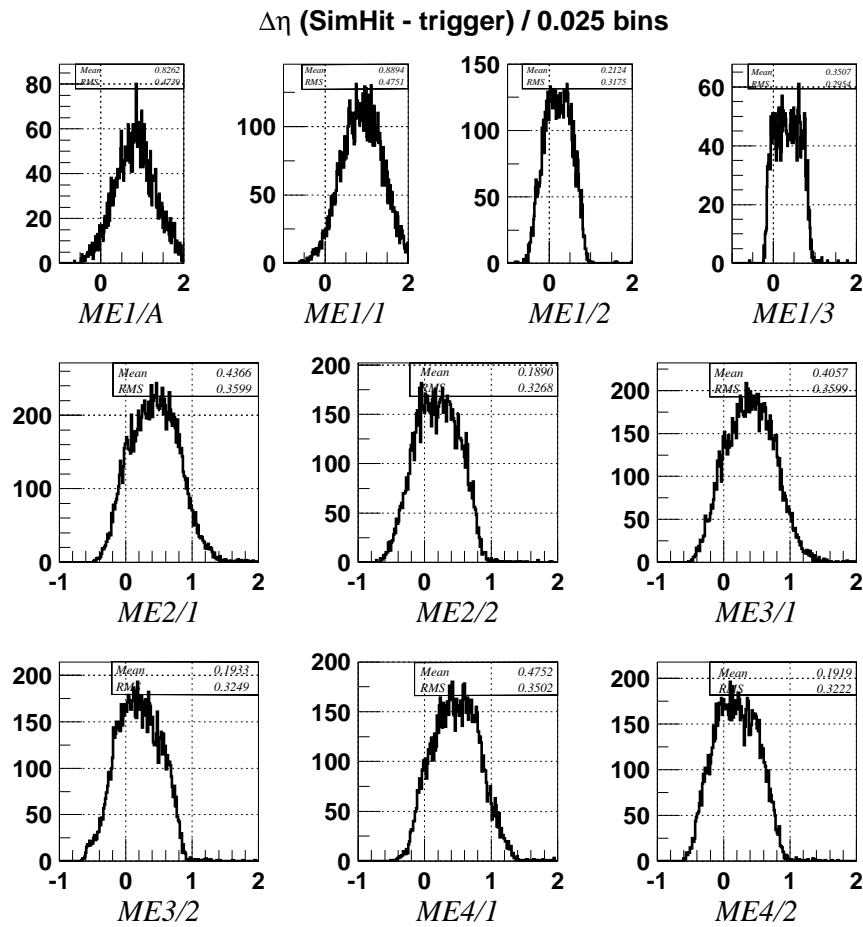 Δη (SimHit - trigger) / 0.025 bins
Mean 0.8262
RMS 0.4739
80
60
40
20
0
0 2
ME1/A
Mean 0.8894
RMS 0.4751
100
50
0
0 2
ME1/1
Mean 0.2124
RMS 0.3175
150
100
50
0
0 2
ME1/2
Mean 0.3507
RMS 0.2954
60
40
20
0
0 2
ME1/3
Mean 0.4366
RMS 0.3599
200
100
0
-1 0 1 2
ME2/1
Mean 0.1890
RMS 0.3268
200
150
100
50
0
-1 0 1 2
ME2/2
Mean 0.4057
RMS 0.3599
200
150
100
50
0
-1 0 1 2
ME3/1
Mean 0.1933
RMS 0.3249
200
150
100
50
0
-1 0 1 2
ME3/2
Mean 0.4752
RMS 0.3502
200
150
100
50
0
-1 0 1 2
ME4/1
Mean 0.1919
RMS 0.3222
200
150
100
50
0
-1 0 1 2
ME4/2